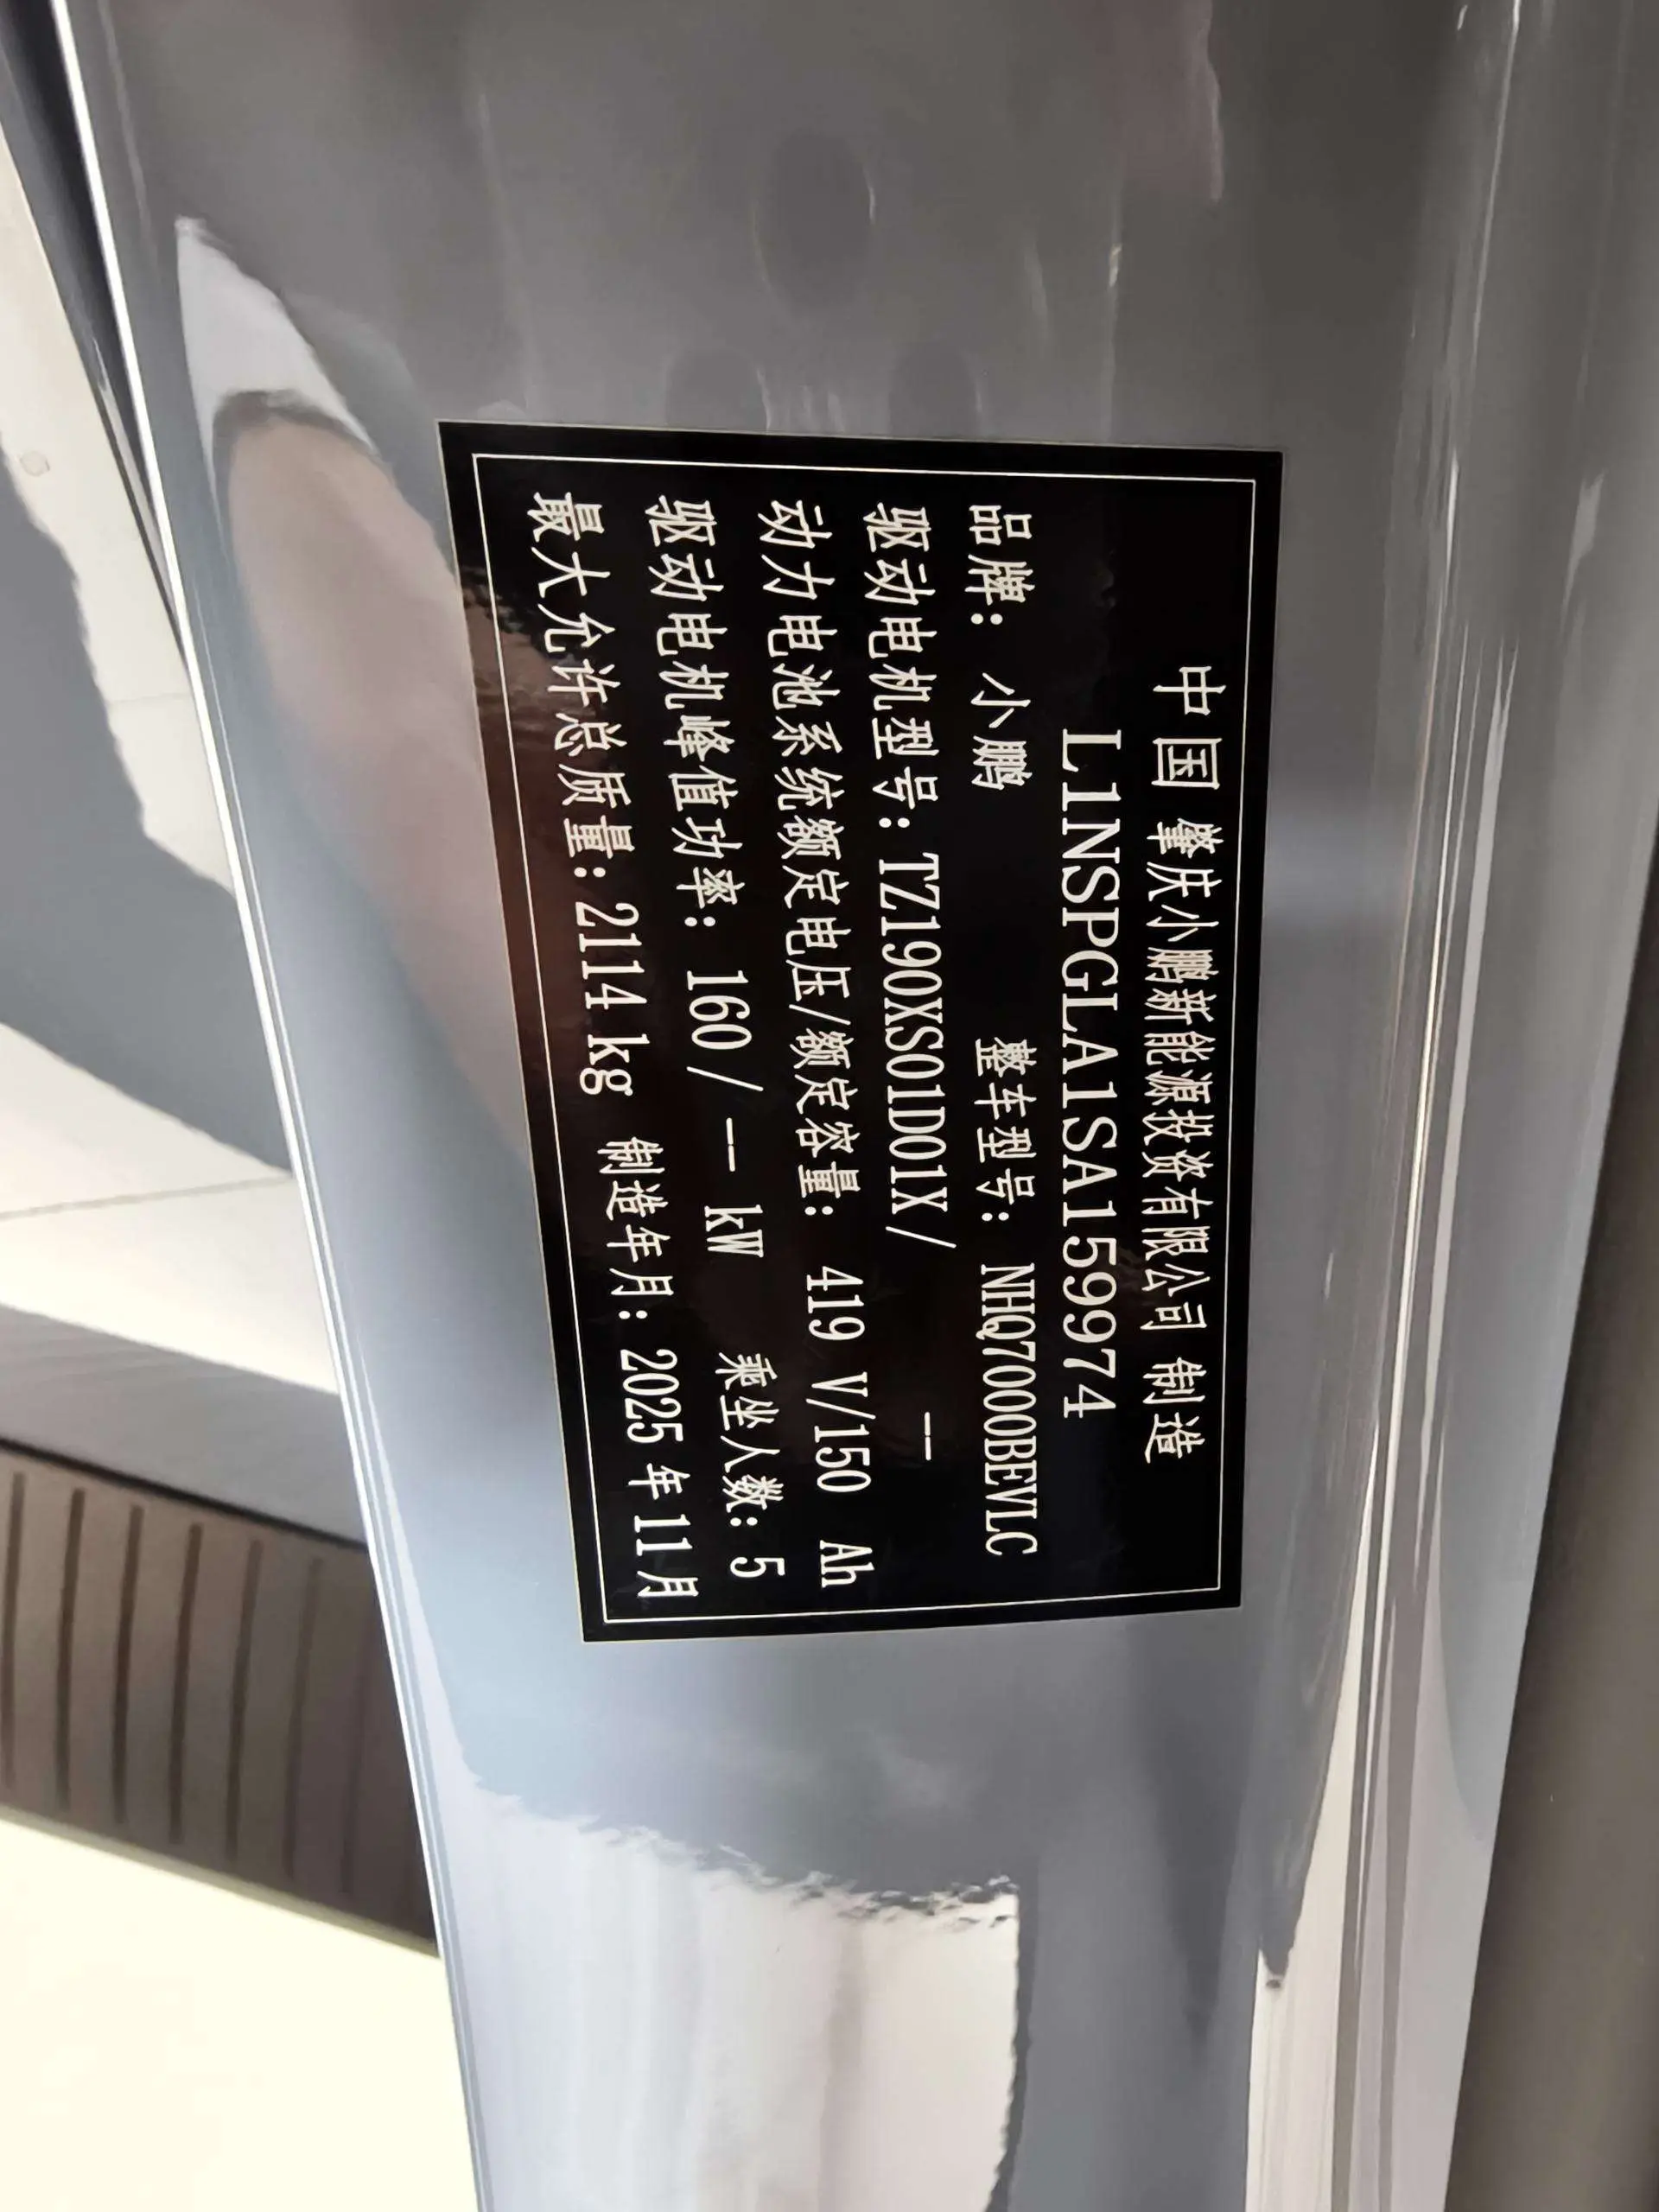 中国 肇庆小鹏新能源投资有限公司 制造
L1NSPGLA1SA159974
品牌: 小鹏 整车型号: NHQ7000BEVLC
驱动电机型号: TZ190XS01D01X / --
动力电池系统额定电压/额定容量: 419 V/150 Ah
驱动电机峰值功率: 160 / -- kW 乘坐人数: 5
最大允许总质量: 2114 kg 制造年月: 2025 年 11 月